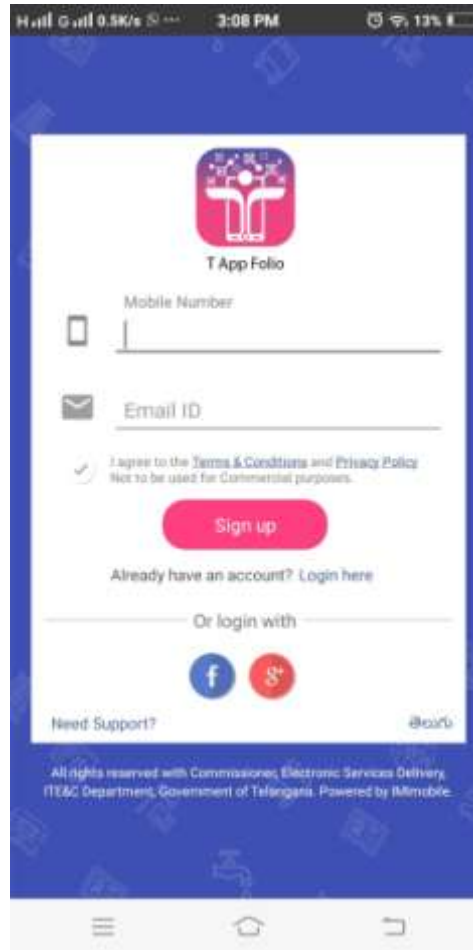 H G 0.5K/s ... 3:08 PM 13%
T App Folio
Mobile Number
Email ID
I agree to the Terms & Conditions and Privacy Policy
Not to be used for Commercial purposes.
Sign up
Already have an account? Login here
Or login with
f g+
Need Support? తెలుగు
All rights reserved with Commissioner, Electronic Services Delivery,
ITE&C Department, Government of Telangana. Powered by IMImobile.